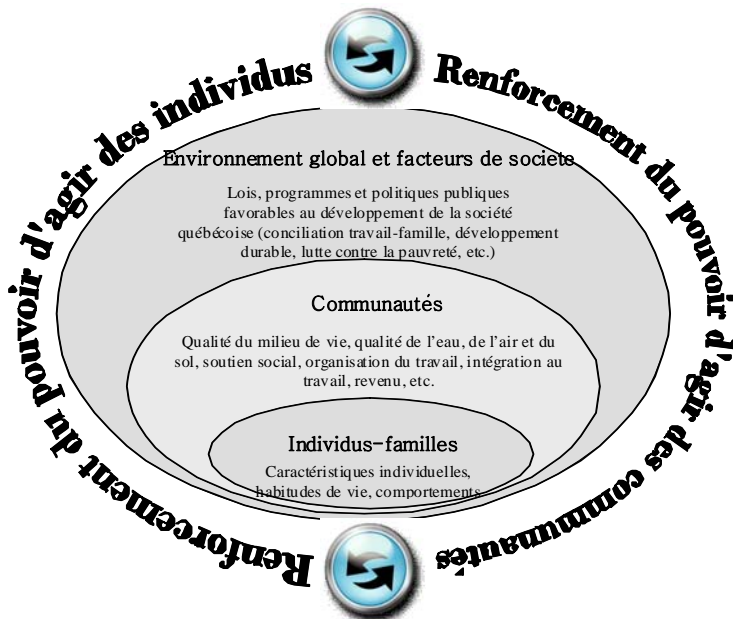 Renforcement du pouvoir d'agir des individus
Renforcement du pouvoir d'agir des communautés
Environnement global et facteurs de societe
Lois, programmes et politiques publiques
favorables au développement de la société
québécoise (conciliation travail-famille, développement
durable, lutte contre la pauvreté, etc.)
Communautés
Qualité du milieu de vie, qualité de l'eau, de l'air et du
sol, soutien social, organisation du travail, intégration au
travail, revenu, etc.
Individus-familles
Caractéristiques individuelles,
habitudes de vie, comportements